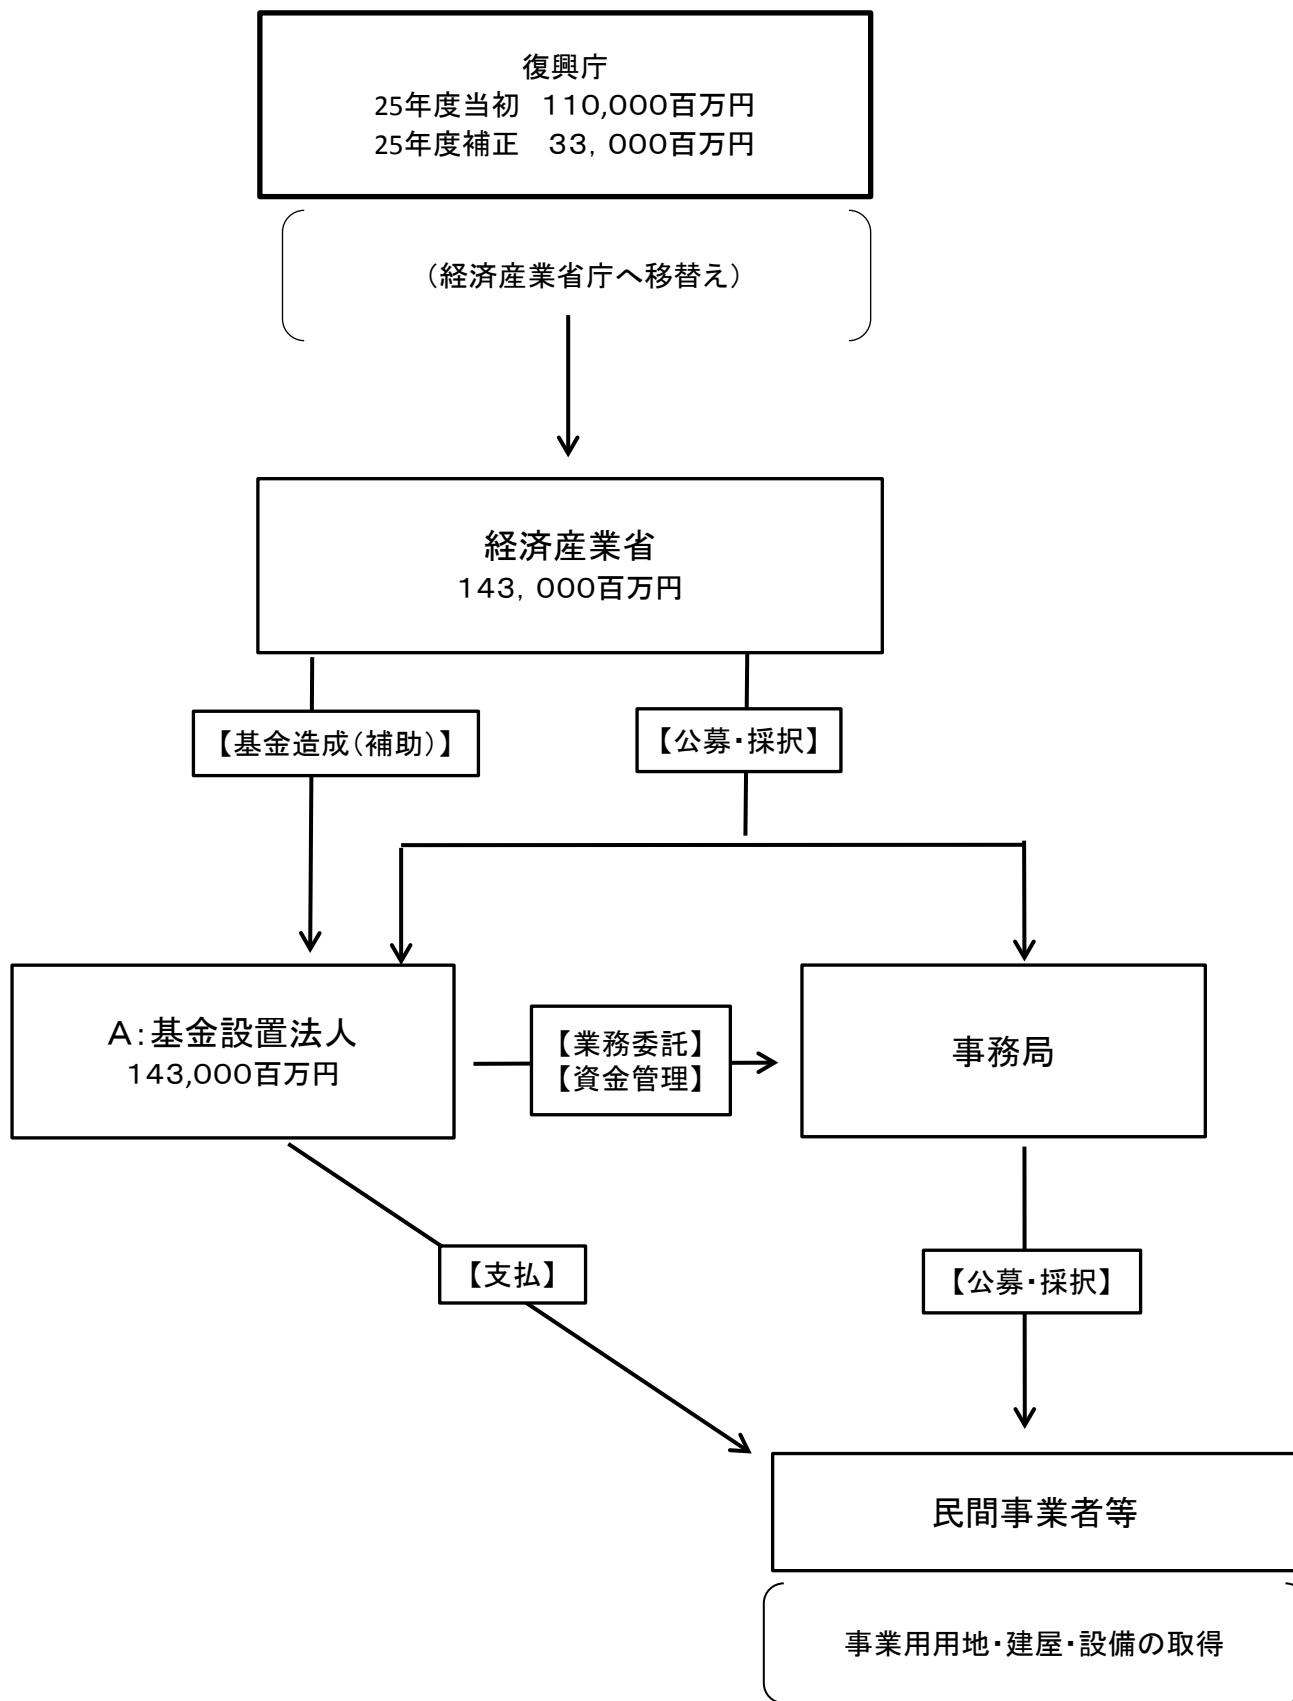 復興庁
25年度当初　１１０,０００百万円
25年度補正　３３，０００百万円
（経済産業省庁へ移替え）
経済産業省
１４３，０００百万円
【基金造成（補助）】
【公募・採択】
Ａ：基金設置法人
１４３,０００百万円
【業務委託】
【資金管理】
事務局
【支払】
【公募・採択】
民間事業者等
事業用用地・建屋・設備の取得